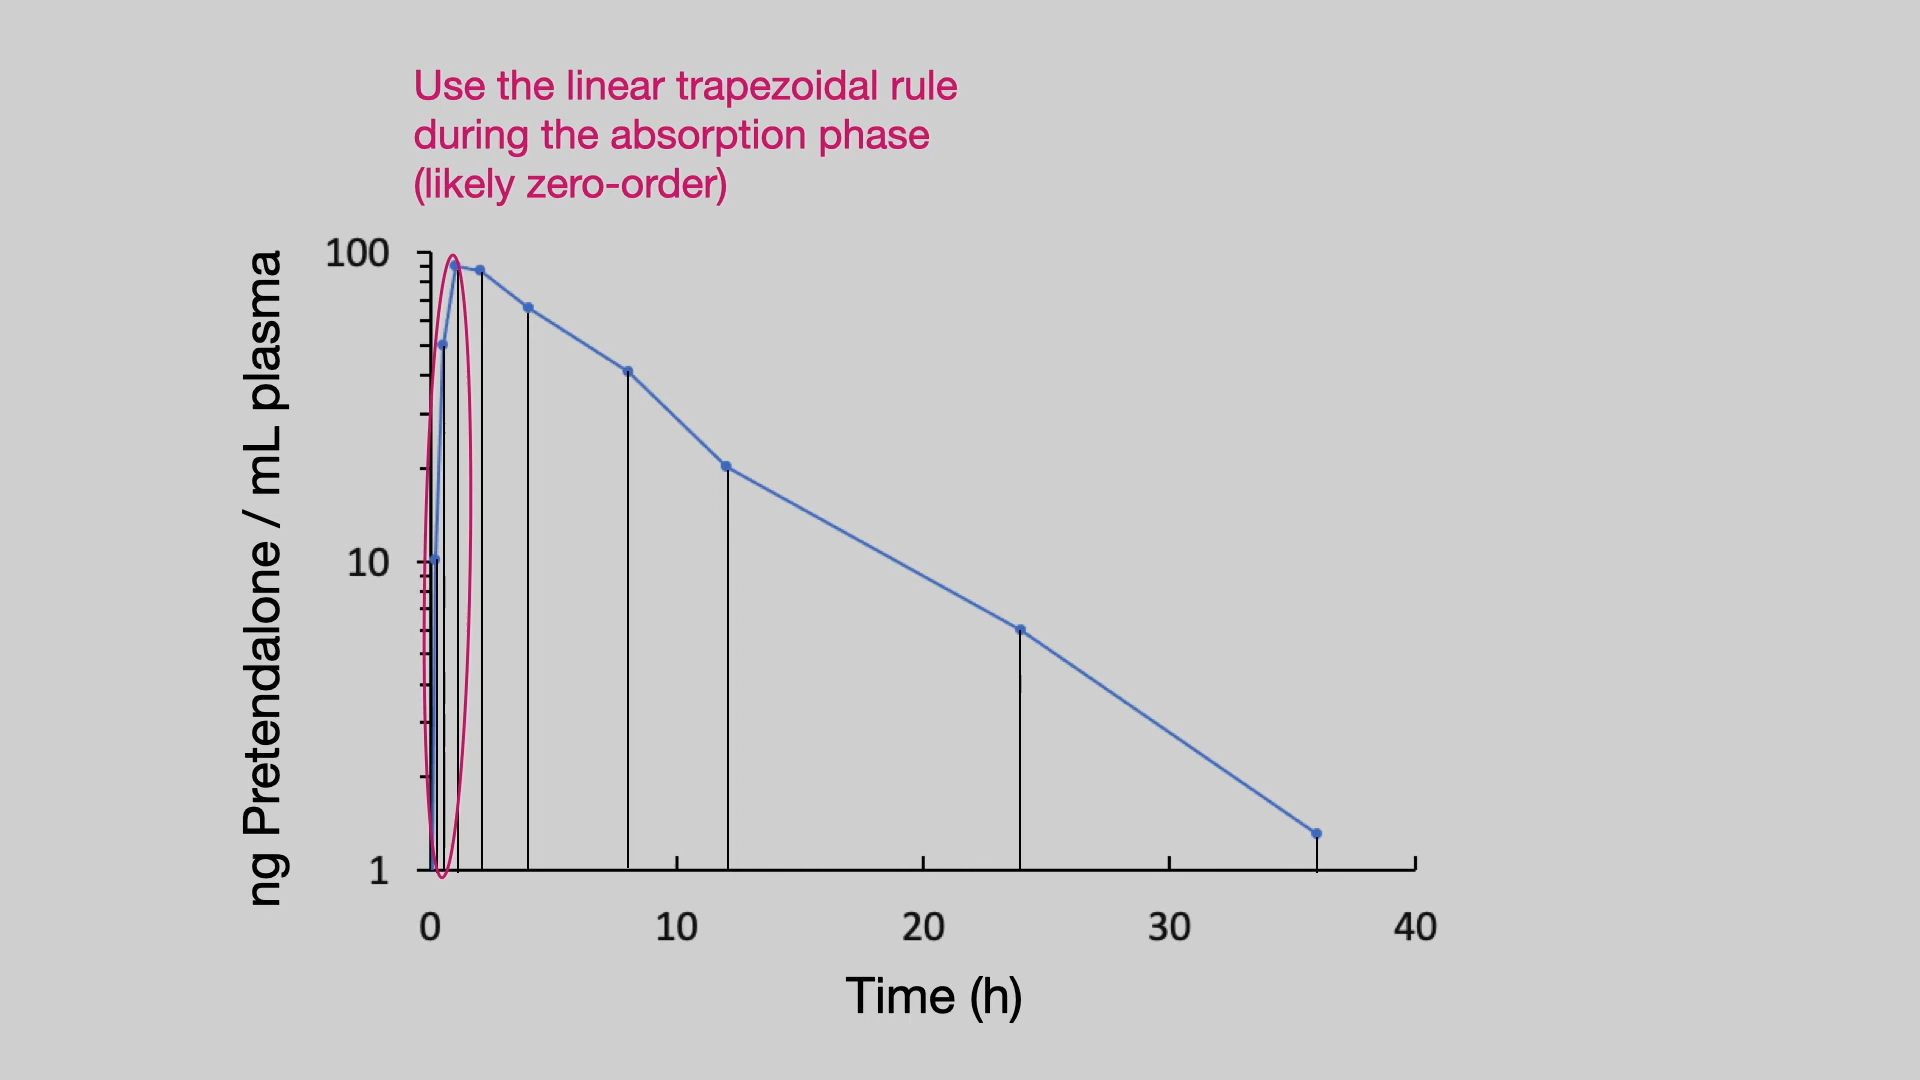 Use the linear trapezoidal rule
during the absorption phase
(likely zero-order)
ng Pretendalone / mL plasma
100
10
1
0 10 20 30 40
Time (h)